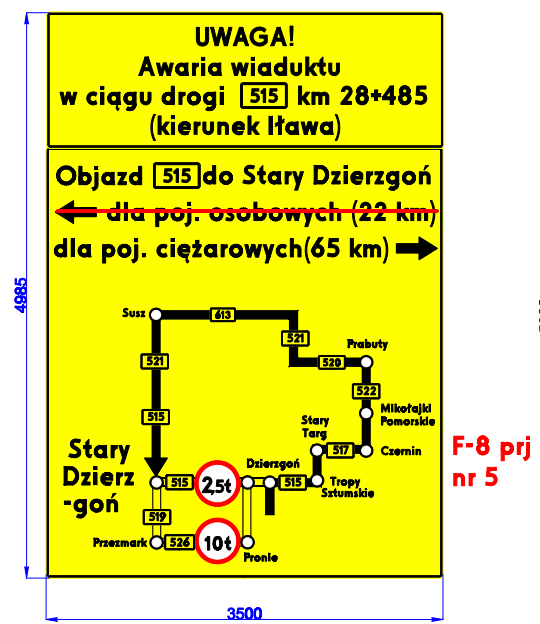 UWAGA!
Awaria wiaduktu
w ciągu drogi 515 km 28+485
(kierunek Iława)
Objazd 515 do Stary Dzierzgoń
dla poj. osobowych (22 km)
dla poj. ciężarowych(65 km)
4985
Susz
613
521
521
Prabuty
520
522
515
Mikołajki
Pomorskie
Stary
Targ
517
Czernin
F-8 prj
nr 5
Stary
Dzierz
-goń
Dzierzgoń
515
2,5t
515
Tropy
Sztumskie
519
Przezmark
526
10t
Pronie
3500